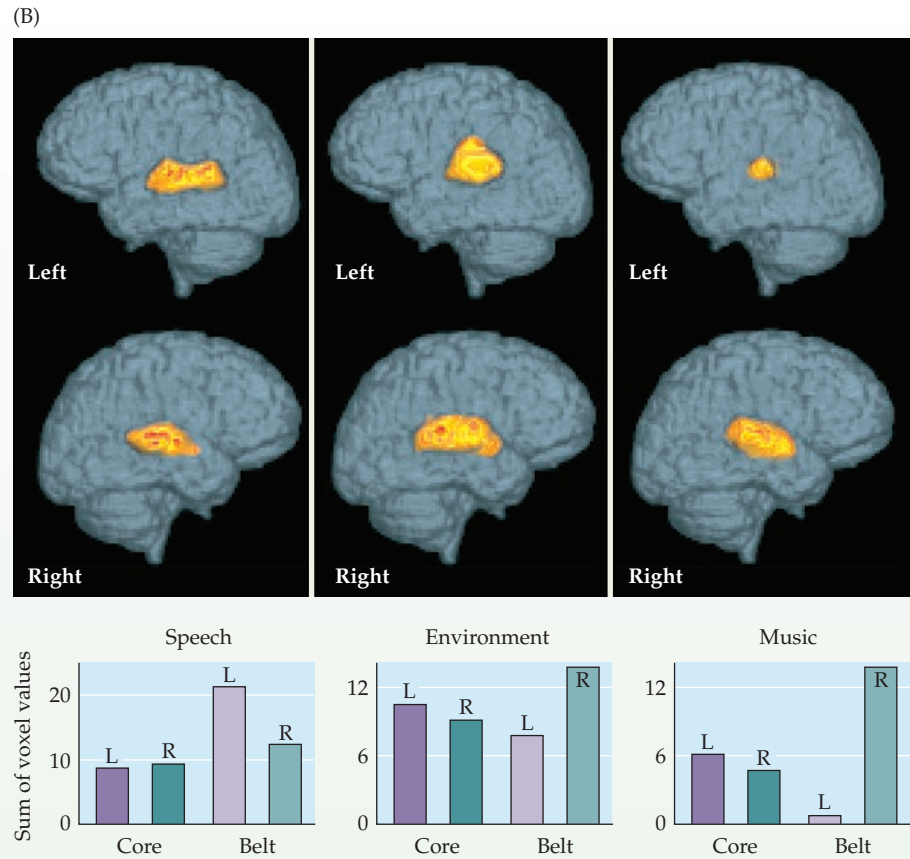 (B)
Left
Left
Left
Right
Right
Right
Speech
Environment
Music
Sum of voxel values
20
10
0
L
R
L
R
Core
Belt
12
6
0
L
R
L
R
Core
Belt
12
6
0
L
R
L
R
Core
Belt